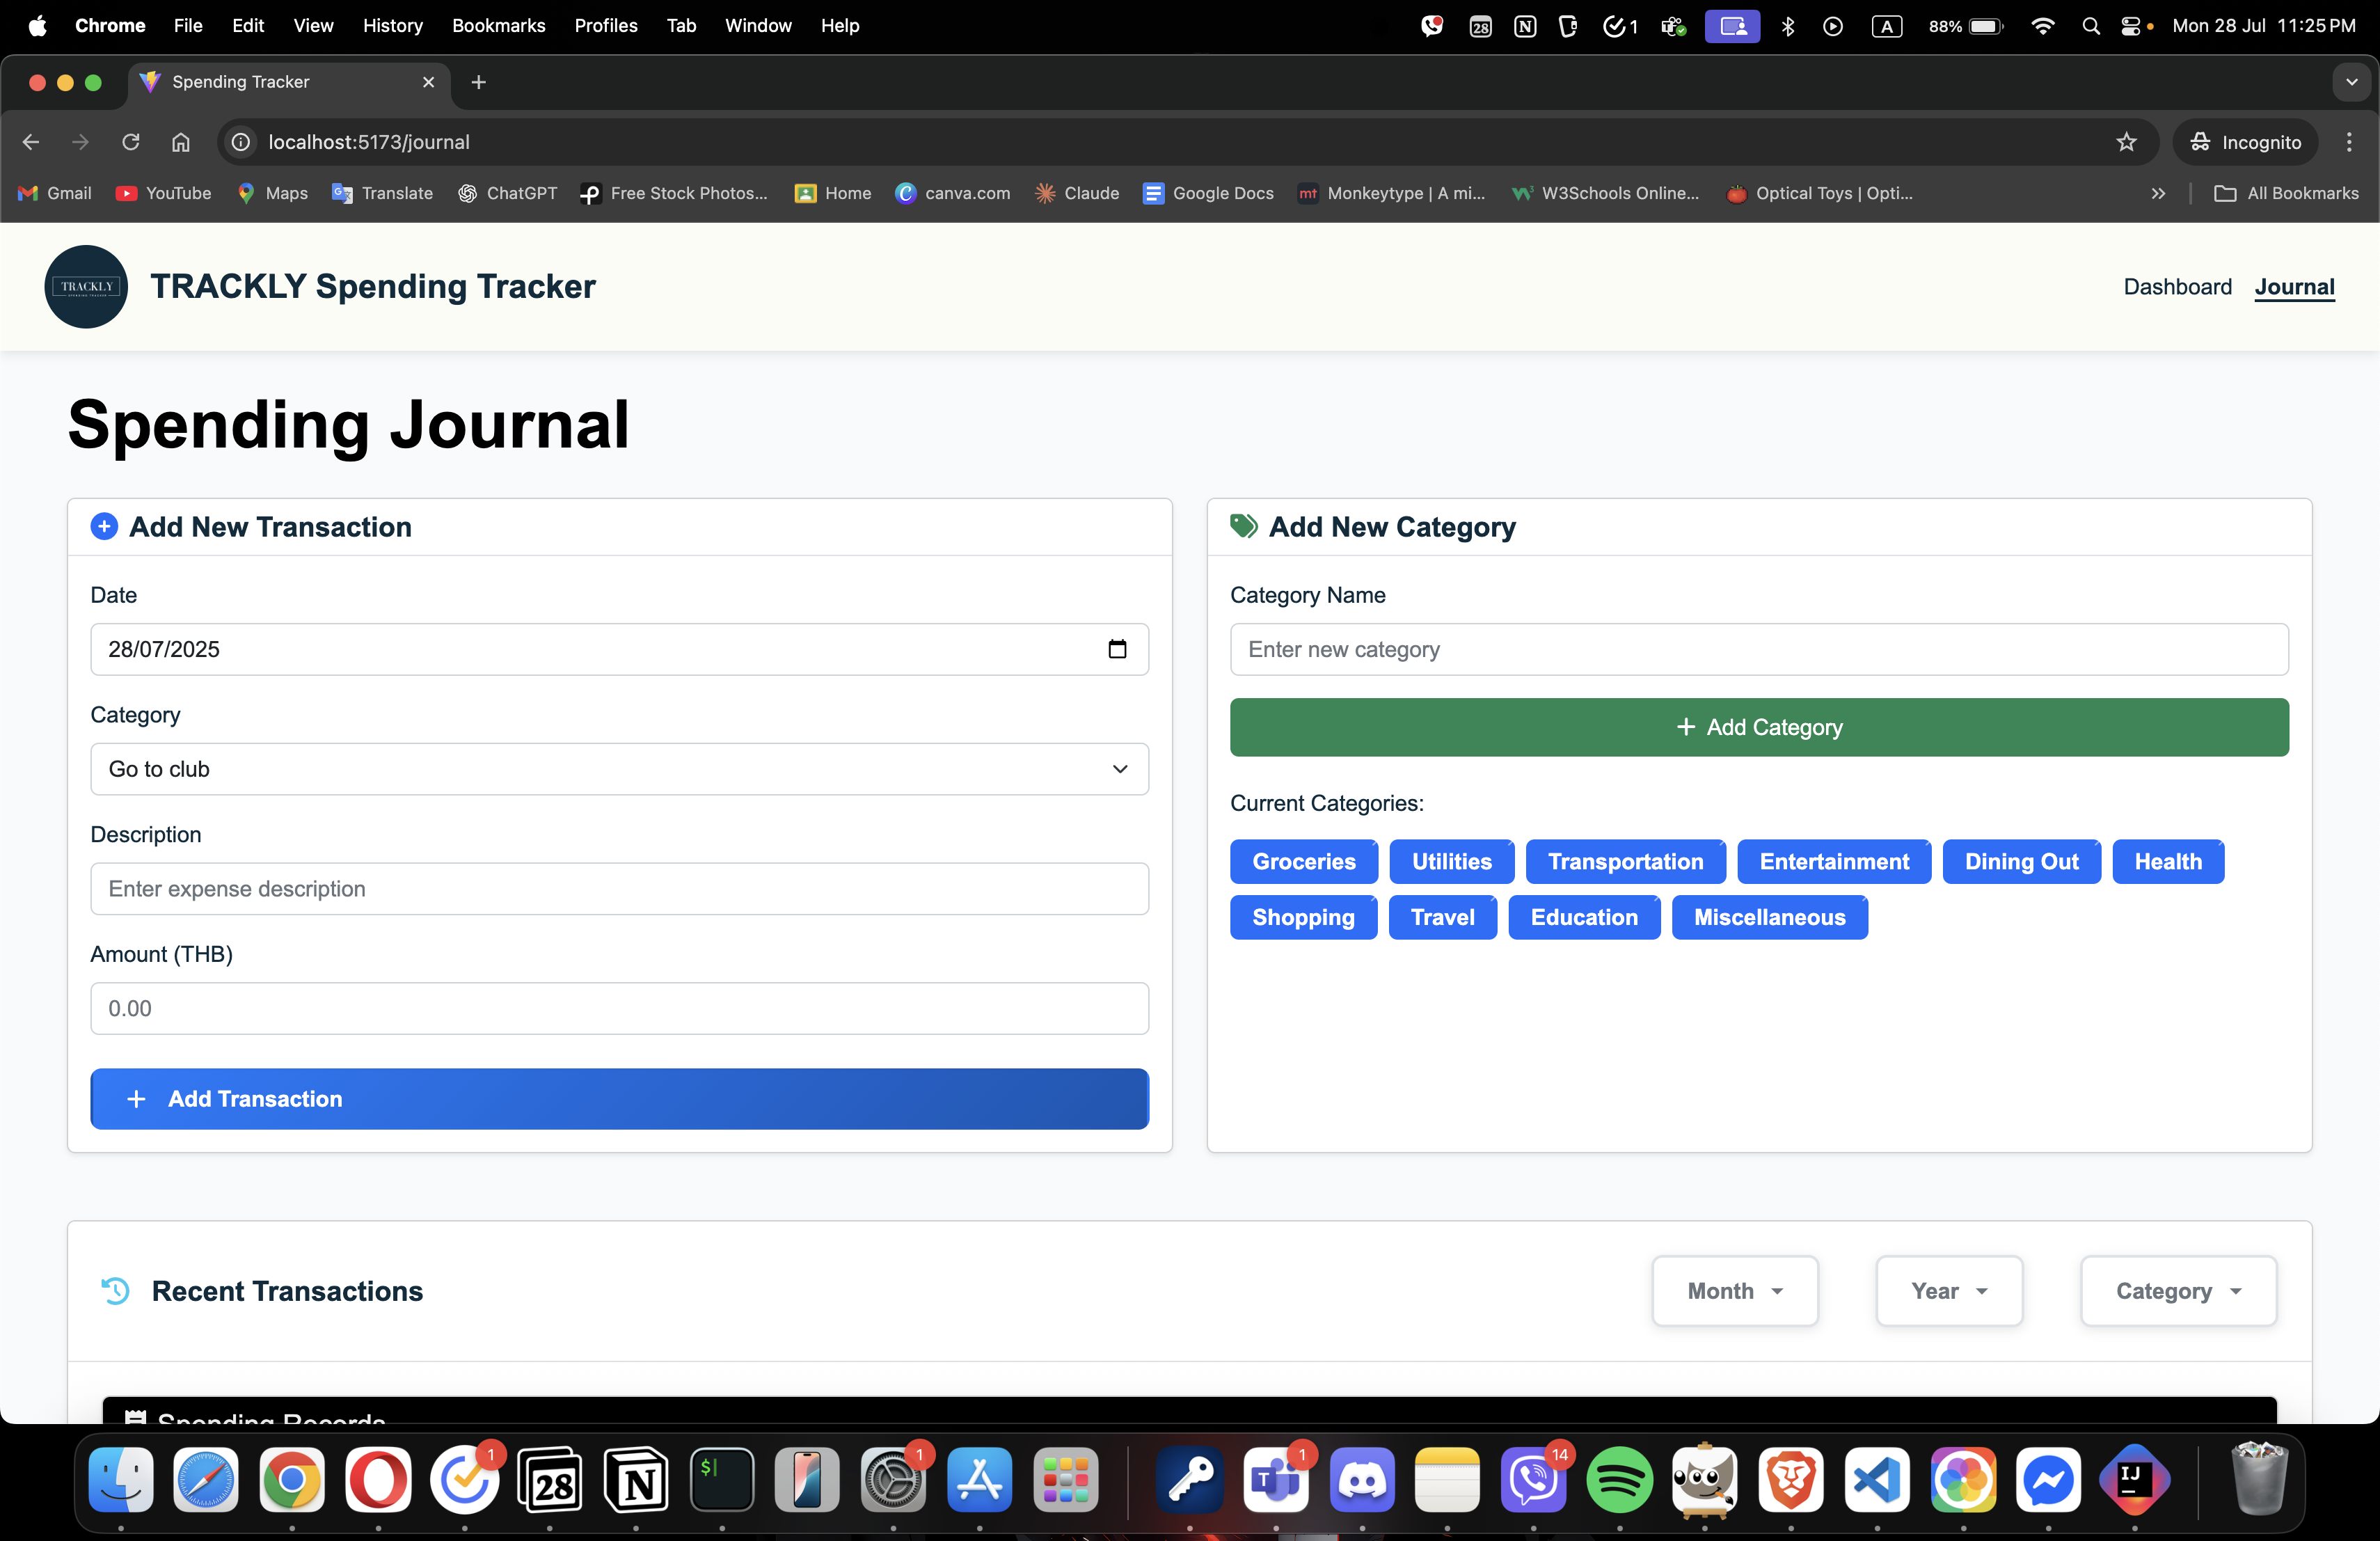 Chrome File Edit View History Bookmarks Profiles Tab Window Help 28 1 A 88% Mon 28 Jul 11:25 PM
Spending Tracker
localhost:5173/journal Incognito
Gmail YouTube Maps Translate ChatGPT Free Stock Photos... Home canva.com Claude Google Docs mt Monkeytype | A mi... W3Schools Online... Optical Toys | Opti... All Bookmarks
TRACKLY
SPENDING TRACKER
TRACKLY Spending Tracker
Dashboard Journal
Spending Journal
Add New Transaction
Date
28/07/2025
Category
Go to club
Description
Enter expense description
Amount (THB)
0.00
+ Add Transaction
Add New Category
Category Name
Enter new category
+ Add Category
Current Categories:
Groceries Utilities Transportation Entertainment Dining Out Health
Shopping Travel Education Miscellaneous
Recent Transactions
Month Year Category
Spending Records
1 28 N $ 1 T 1 14 IJ